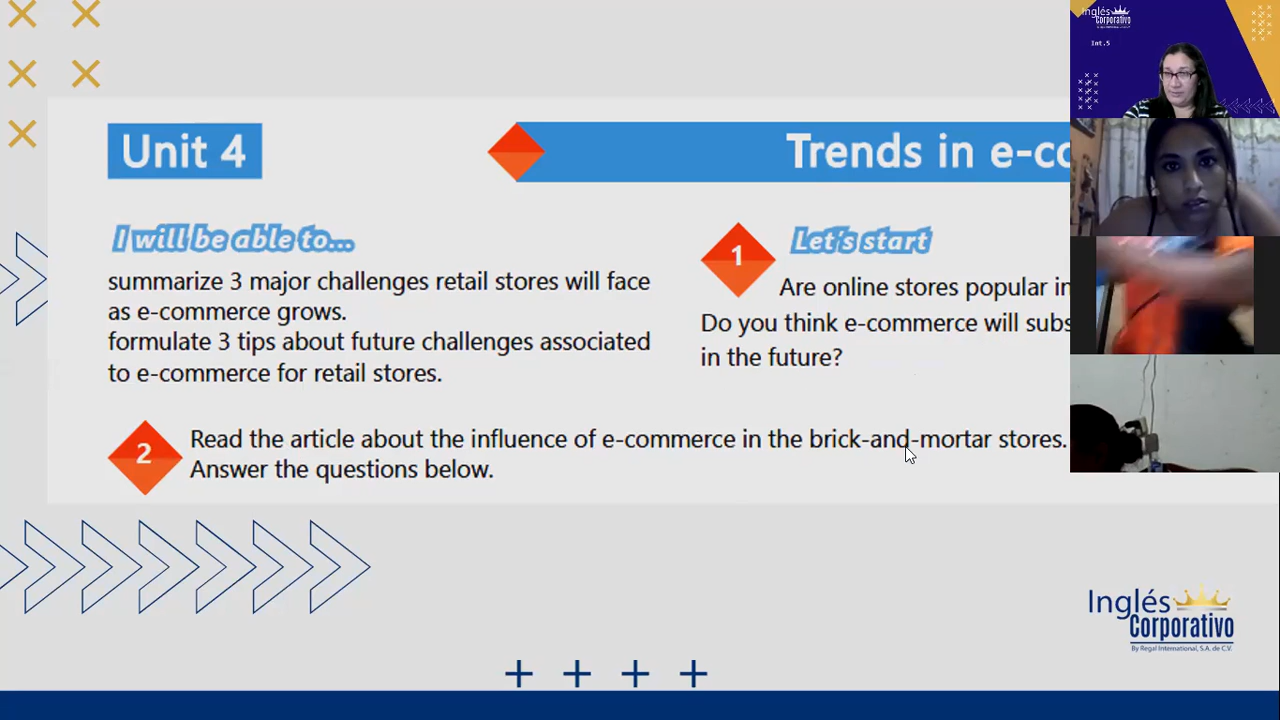 Unit 4
Trends in e-co
I will be able to...
summarize 3 major challenges retail stores will face
as e-commerce grows.
formulate 3 tips about future challenges associated
to e-commerce for retail stores.
1
Let's start
Are online stores popular in
Do you think e-commerce will subs
in the future?
2
Read the article about the influence of e-commerce in the brick-and-mortar stores.
Answer the questions below.
Inglés
Corporativo
Int.5
Inglés
Corporativo
By Regal International, S.A. de C.V.